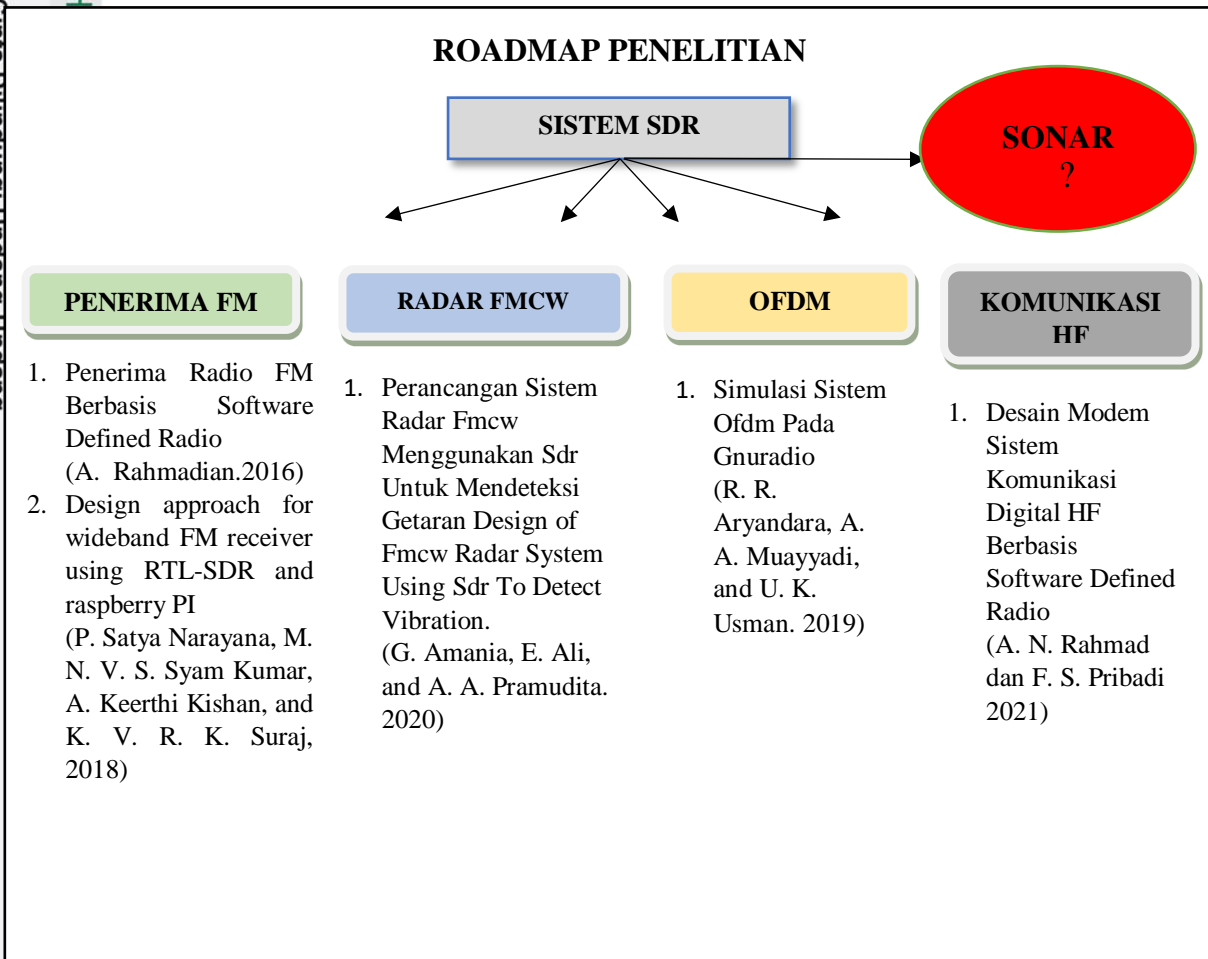 ROADMAP PENELITIAN
SISTEM SDR
SONAR
?
PENERIMA FM
1. Penerima Radio FM
Berbasis Software
Defined Radio
(A. Rahmadian.2016)
2. Design approach for
wideband FM receiver
using RTL-SDR and
raspberry PI
(P. Satya Narayana, M.
N. V. S. Syam Kumar,
A. Keerthi Kishan, and
K. V. R. K. Suraj,
2018)
RADAR FMCW
1. Perancangan Sistem
Radar Fmcw
Menggunakan Sdr
Untuk Mendeteksi
Getaran Design of
Fmcw Radar System
Using Sdr To Detect
Vibration.
(G. Amania, E. Ali,
and A. A. Pramudita.
2020)
OFDM
1. Simulasi Sistem
Ofdm Pada
Gnuradio
(R. R.
Aryandara, A.
A. Muayyadi,
and U. K.
Usman. 2019)
KOMUNIKASI
HF
1. Desain Modem
Sistem
Komunikasi
Digital HF
Berbasis
Software Defined
Radio
(A. N. Rahmad
dan F. S. Pribadi
2021)